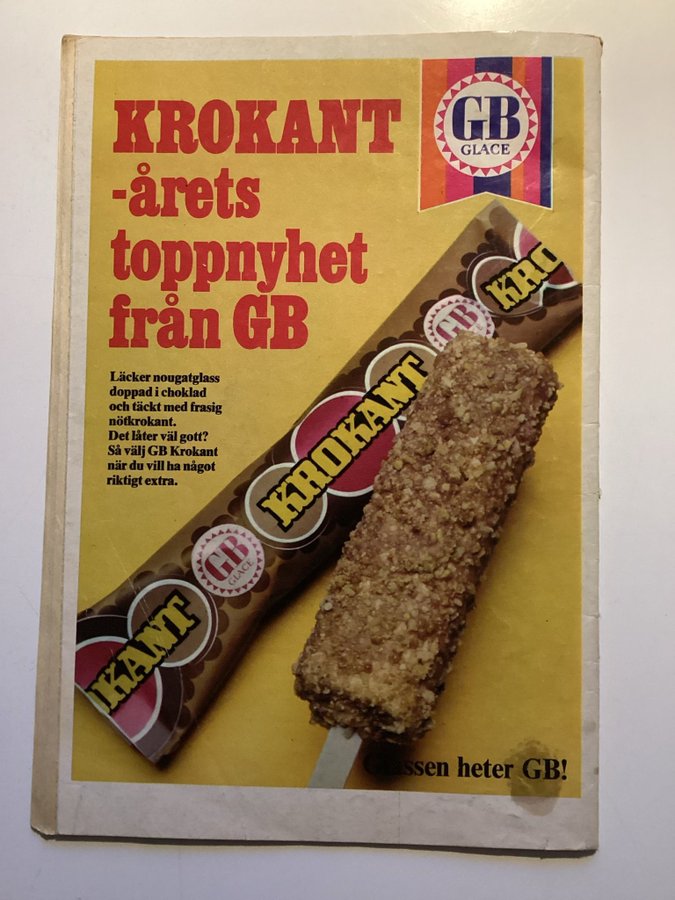 KROKANT
-årets
toppnyhet
från GB
GB
GLACE
Läcker nougatglass
doppad i choklad
och täckt med frasig
nötkrokant.
Det låter väl gott?
Så välj GB Krokant
när du vill ha något
riktigt extra.
KRO
GB
KROKANT
GB
GLACE
KANT
Glassen heter GB!